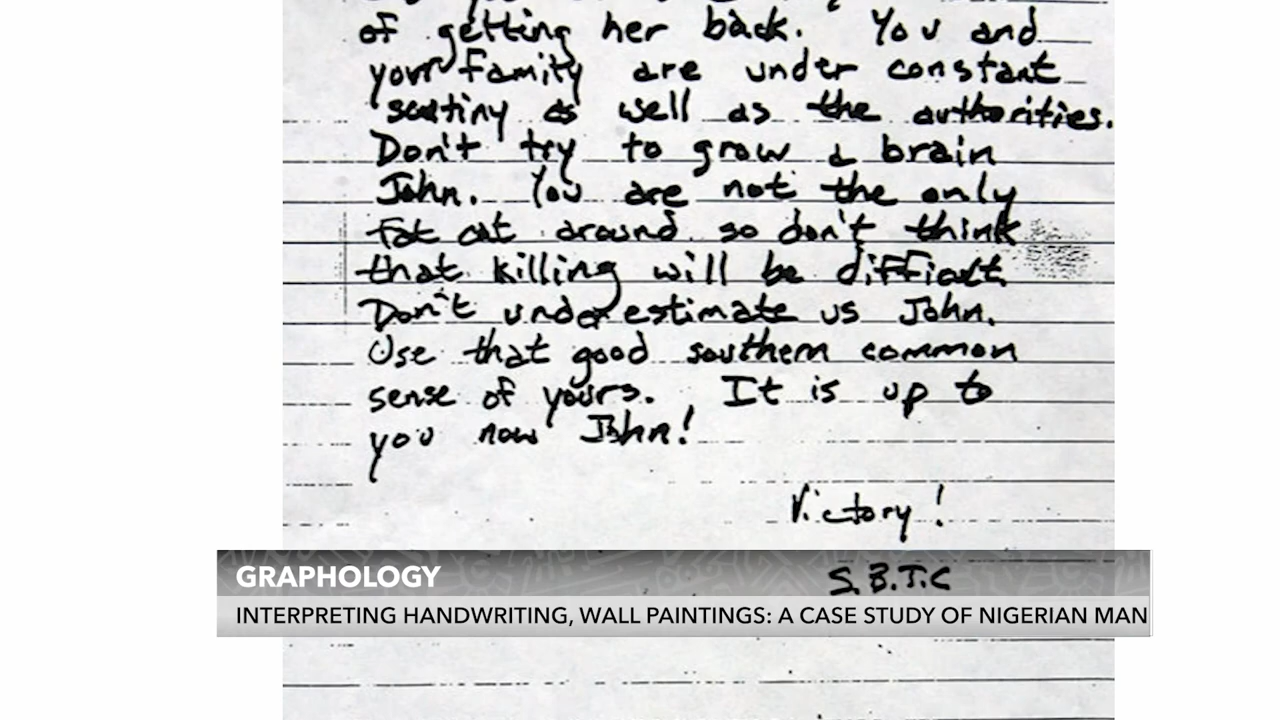 of getting her back. You and
your family are under constant
scutiny as well as the authorities.
Don't try to grow a brain
John. You are not the only
fat cat around so don't think
that killing will be difficult.
Don't underestimate us John.
Use that good southern common
sense of yours. It is up to
you now John!
Victory!
S.B.T.C
GRAPHOLOGY
INTERPRETING HANDWRITING, WALL PAINTINGS: A CASE STUDY OF NIGERIAN MAN